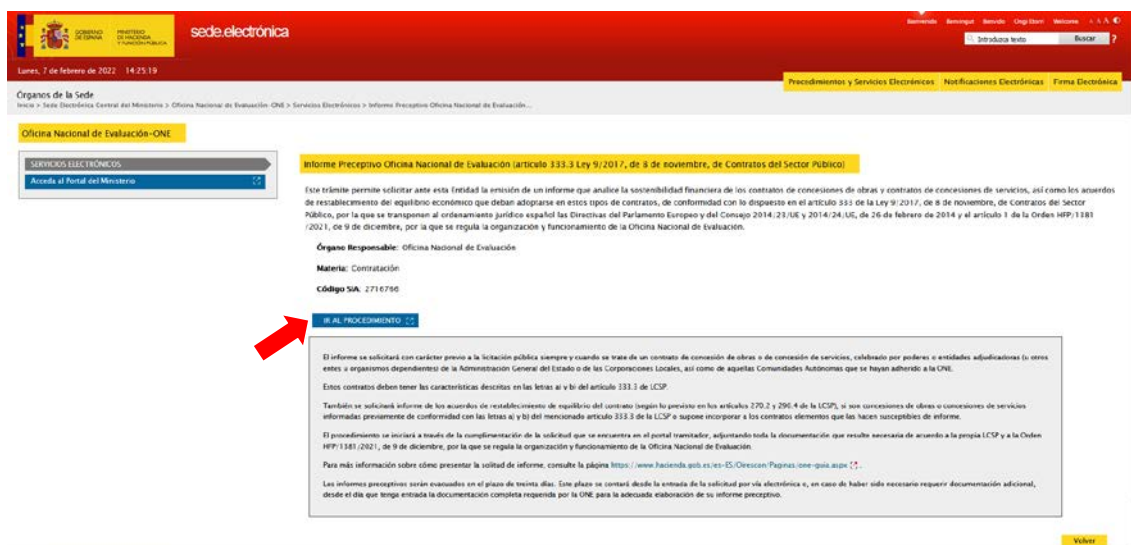 GOBIERNO DE ESPAÑA
MINISTERIO DE HACIENDA Y FUNCIÓN PÚBLICA
sede.electrónica
Bienvenido Benvingut Benvido Ongi Etorri Welcome A A A
Introduzca texto
Buscar ?
Lunes, 7 de febrero de 2022 14:25:19
Procedimientos y Servicios Electrónicos Notificaciones Electrónicas Firma Electrónica
Órganos de la Sede
Inicio > Sede Electrónica Central del Ministerio > Oficina Nacional de Evaluación-ONE > Servicios Electrónicos > Informe Preceptivo Oficina Nacional de Evaluación...
Oficina Nacional de Evaluación-ONE
SERVICIOS ELECTRÓNICOS
Acceda al Portal del Ministerio
Informe Preceptivo Oficina Nacional de Evaluación (artículo 333.3 Ley 9/2017, de 8 de noviembre, de Contratos del Sector Público)
Este trámite permite solicitar ante esta Entidad la emisión de un informe que analice la sostenibilidad financiera de los contratos de concesiones de obras y contratos de concesiones de servicios, así como los acuerdos
de restablecimiento del equilibrio económico que deban adoptarse en estos tipos de contratos, de conformidad con lo dispuesto en el artículo 333 de la Ley 9/2017, de 8 de noviembre, de Contratos del Sector
Público, por la que se transponen al ordenamiento jurídico español las Directivas del Parlamento Europeo y del Consejo 2014/23/UE y 2014/24/UE, de 26 de febrero de 2014 y el artículo 1 de la Orden HFP/1381
/2021, de 9 de diciembre, por la que se regula la organización y funcionamiento de la Oficina Nacional de Evaluación.
Órgano Responsable: Oficina Nacional de Evaluación
Materia: Contratación
Código SIA: 2716766
IR AL PROCEDIMIENTO
El informe se solicitará con carácter previo a la licitación pública siempre y cuando se trate de un contrato de concesión de obras o de concesión de servicios, celebrado por poderes o entidades adjudicadoras (u otros
entes u organismos dependientes) de la Administración General del Estado o de las Corporaciones Locales, así como de aquellas Comunidades Autónomas que se hayan adherido a la ONE.
Estos contratos deben tener las características descritas en las letras a) y b) del artículo 333.3 de LCSP.
También se solicitará informe de los acuerdos de restablecimiento de equilibrio del contrato (según lo previsto en los artículos 270.2 y 290.4 de la LCSP), si son concesiones de obras o concesiones de servicios
informadas previamente de conformidad con las letras a) y b) del mencionado artículo 333.3 de la LCSP o supone incorporar a los contratos elementos que las hacen susceptibles de informe.
El procedimiento se iniciará a través de la cumplimentación de la solicitud que se encuentra en el portal tramitador, adjuntando toda la documentación que resulte necesaria de acuerdo a la propia LCSP y a la Orden
HFP/1381/2021, de 9 de diciembre, por la que se regula la organización y funcionamiento de la Oficina Nacional de Evaluación.
Para más información sobre cómo presentar la solitud de informe, consulte la página https://www.hacienda.gob.es/es-ES/Oirescon/Paginas/one-guia.aspx .
Los informes preceptivos serán evacuados en el plazo de treinta días. Este plazo se contará desde la entrada de la solicitud por vía electrónica o, en caso de haber sido necesario requerir documentación adicional,
desde el día que tenga entrada la documentación completa requerida por la ONE para la adecuada elaboración de su informe preceptivo.
Volver